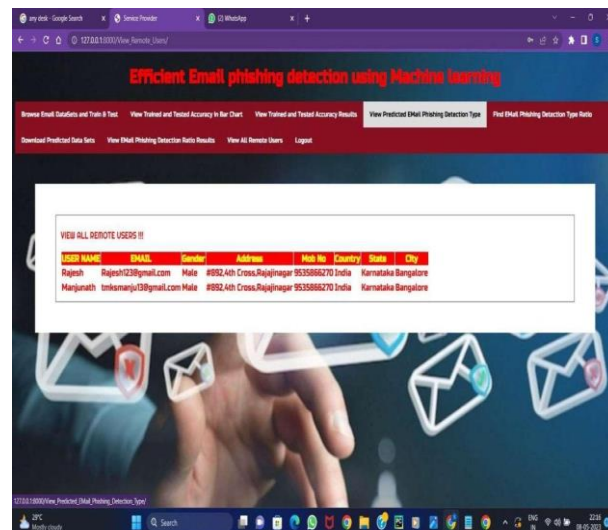 any desk - Google Search
Service Provider
(2) WhatsApp
127.0.0.1:8000/View_Remote_Users/
Efficient Email phishing detection using Machine learning
Browse Email DataSets and Train & Test View Trained and Tested Accuracy in Bar Chart View Trained and Tested Accuracy Results View Predicted EMail Phishing Detection Type Find EMail Phishing Detection Type Ratio
Download Predicted Data Sets View EMail Phishing Detection Ratio Results View All Remote Users Logout
VIEW ALL REMOTE USERS !!!
USER NAME EMAIL Gender Address Mob No Country State City
Rajesh Rajesh123@gmail.com Male #892,4th Cross,Rajajinagar 9535866270 India Karnataka Bangalore
Manjunath tmksmanju13@gmail.com Male #892,4th Cross,Rajajinagar 9535866270 India Karnataka Bangalore
127.0.0.1:8000/View_Predicted_EMail_Phishing_Detection_Type/
29°C
Mostly cloudy
Search
ENG
IN
22:16
08-05-2023